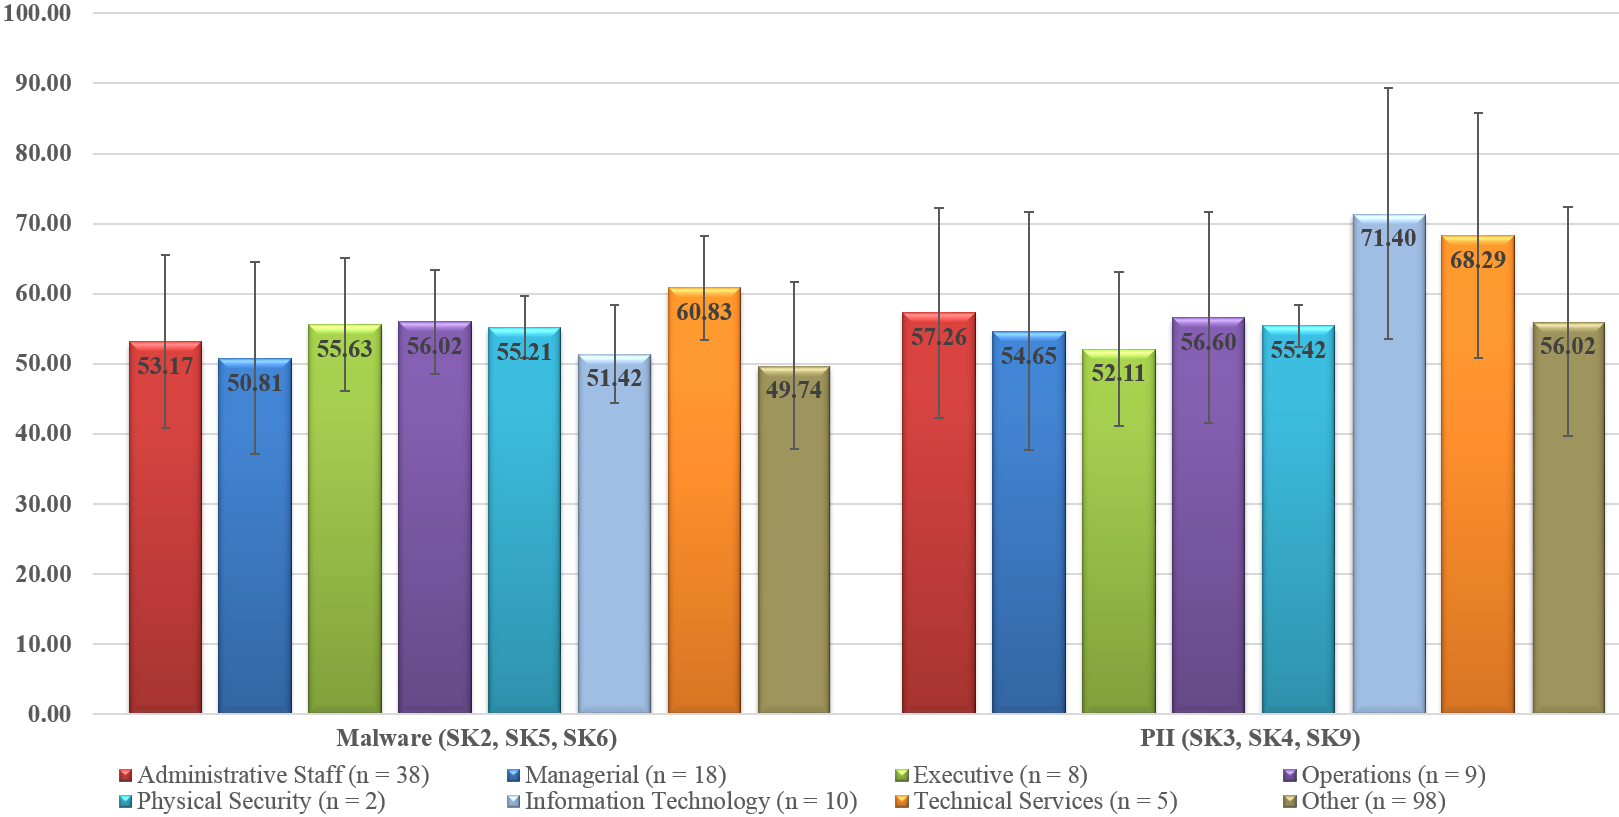 100.00
90.00
80.00
70.00
60.00
50.00
40.00
30.00
20.00
10.00
0.00
53.17
50.81
55.63
56.02
55.21
51.42
60.83
49.74
57.26
54.65
52.11
56.60
55.42
71.40
68.29
56.02
Malware (SK2, SK5, SK6)
PII (SK3, SK4, SK9)
Administrative Staff (n = 38)
Managerial (n = 18)
Executive (n = 8)
Operations (n = 9)
Physical Security (n = 2)
Information Technology (n = 10)
Technical Services (n = 5)
Other (n = 98)